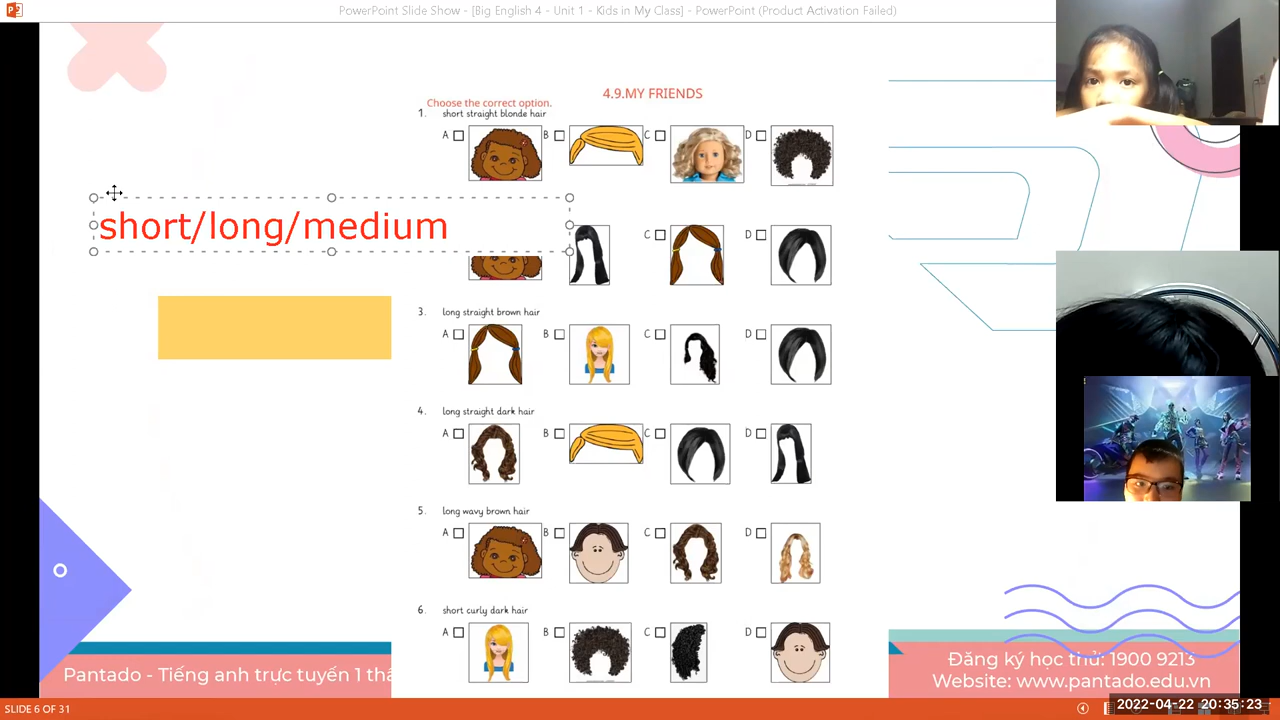 PowerPoint Slide Show - [Big English 4 - Unit 1 - Kids in My Class] - PowerPoint (Product Activation Failed)
4.9.MY FRIENDS
Choose the correct option.
1. short straight blonde hair
A B C D
short/long/medium
C D
3. long straight brown hair
A B C D
4. long straight dark hair
A B C D
5. long wavy brown hair
A B C D
6. short curly dark hair
A B C D
Pantado - Tiếng anh trực tuyến 1 thầ
Đăng ký học thử: 1900 9213
Website: www.pantado.edu.vn
SLIDE 6 OF 31
2022-04-22 20:35:23